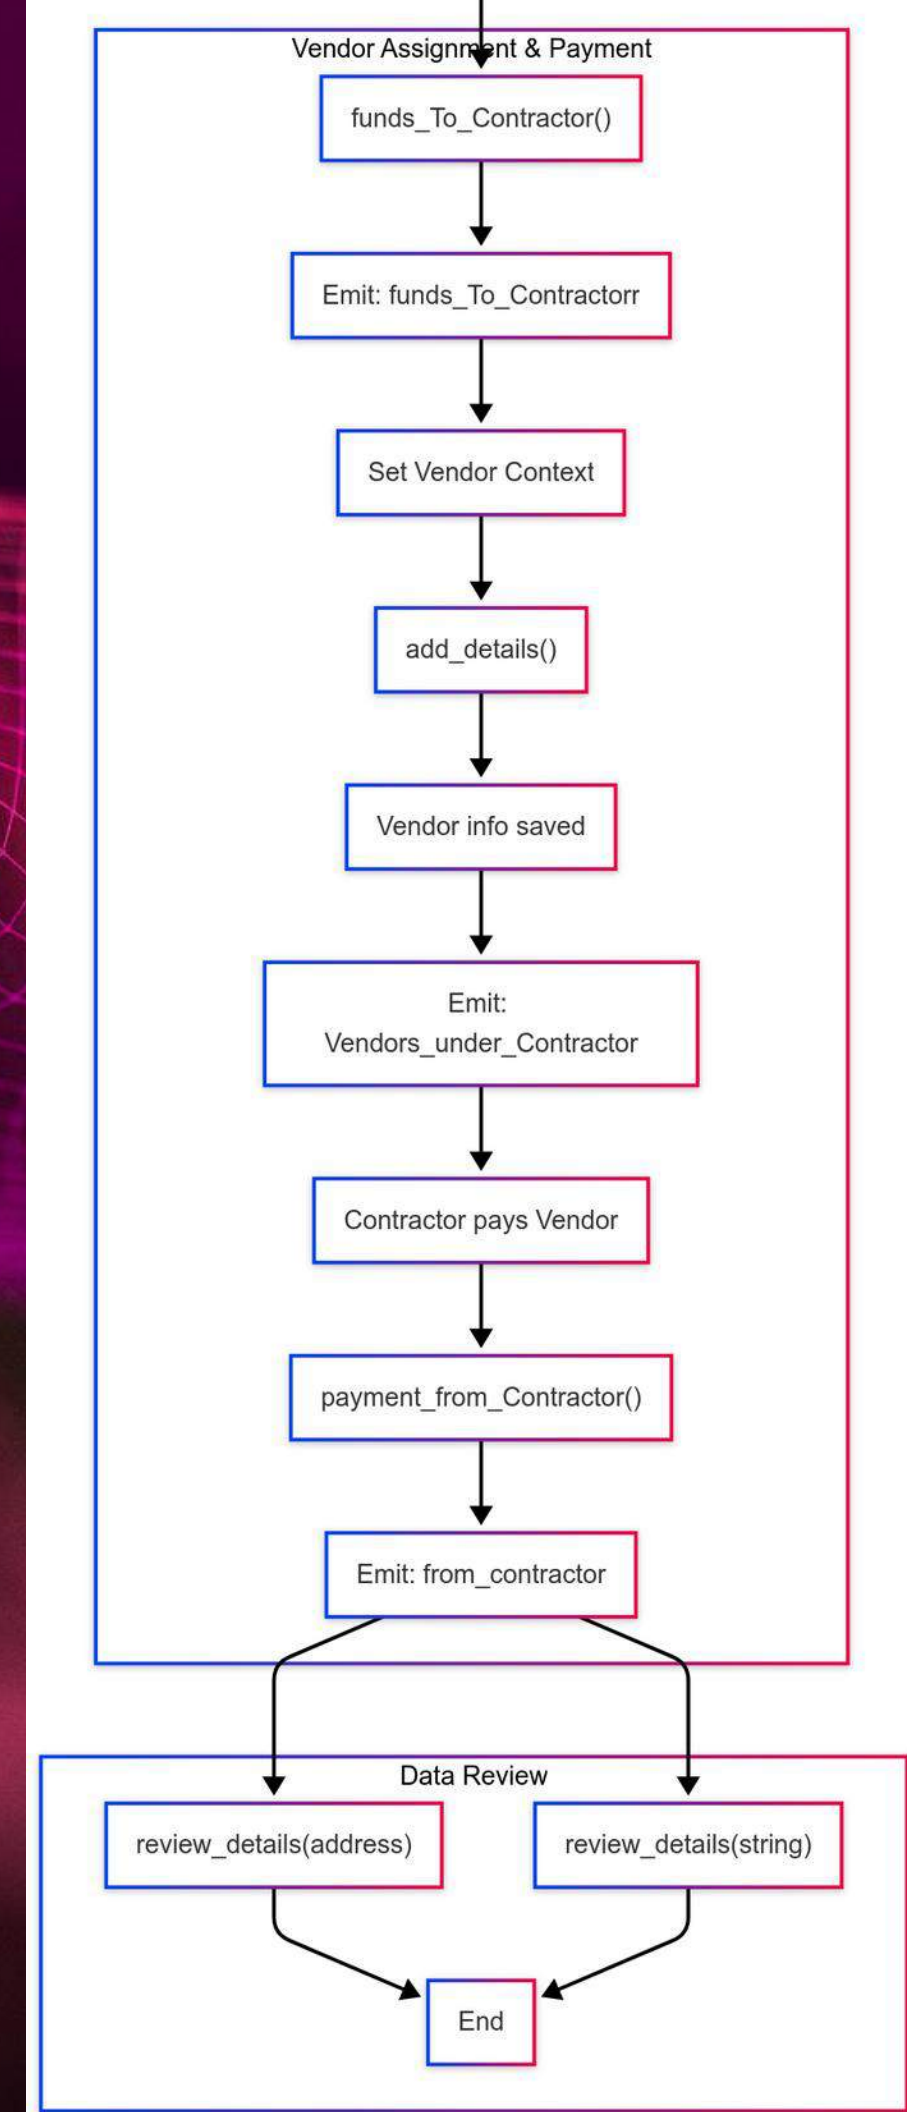 Vendor Assignment & Payment
funds_To_Contractor()
Emit: funds_To_Contractorr
Set Vendor Context
add_details()
Vendor info saved
Emit:
Vendors_under_Contractor
Contractor pays Vendor
payment_from_Contractor()
Emit: from_contractor
Data Review
review_details(address)
review_details(string)
End